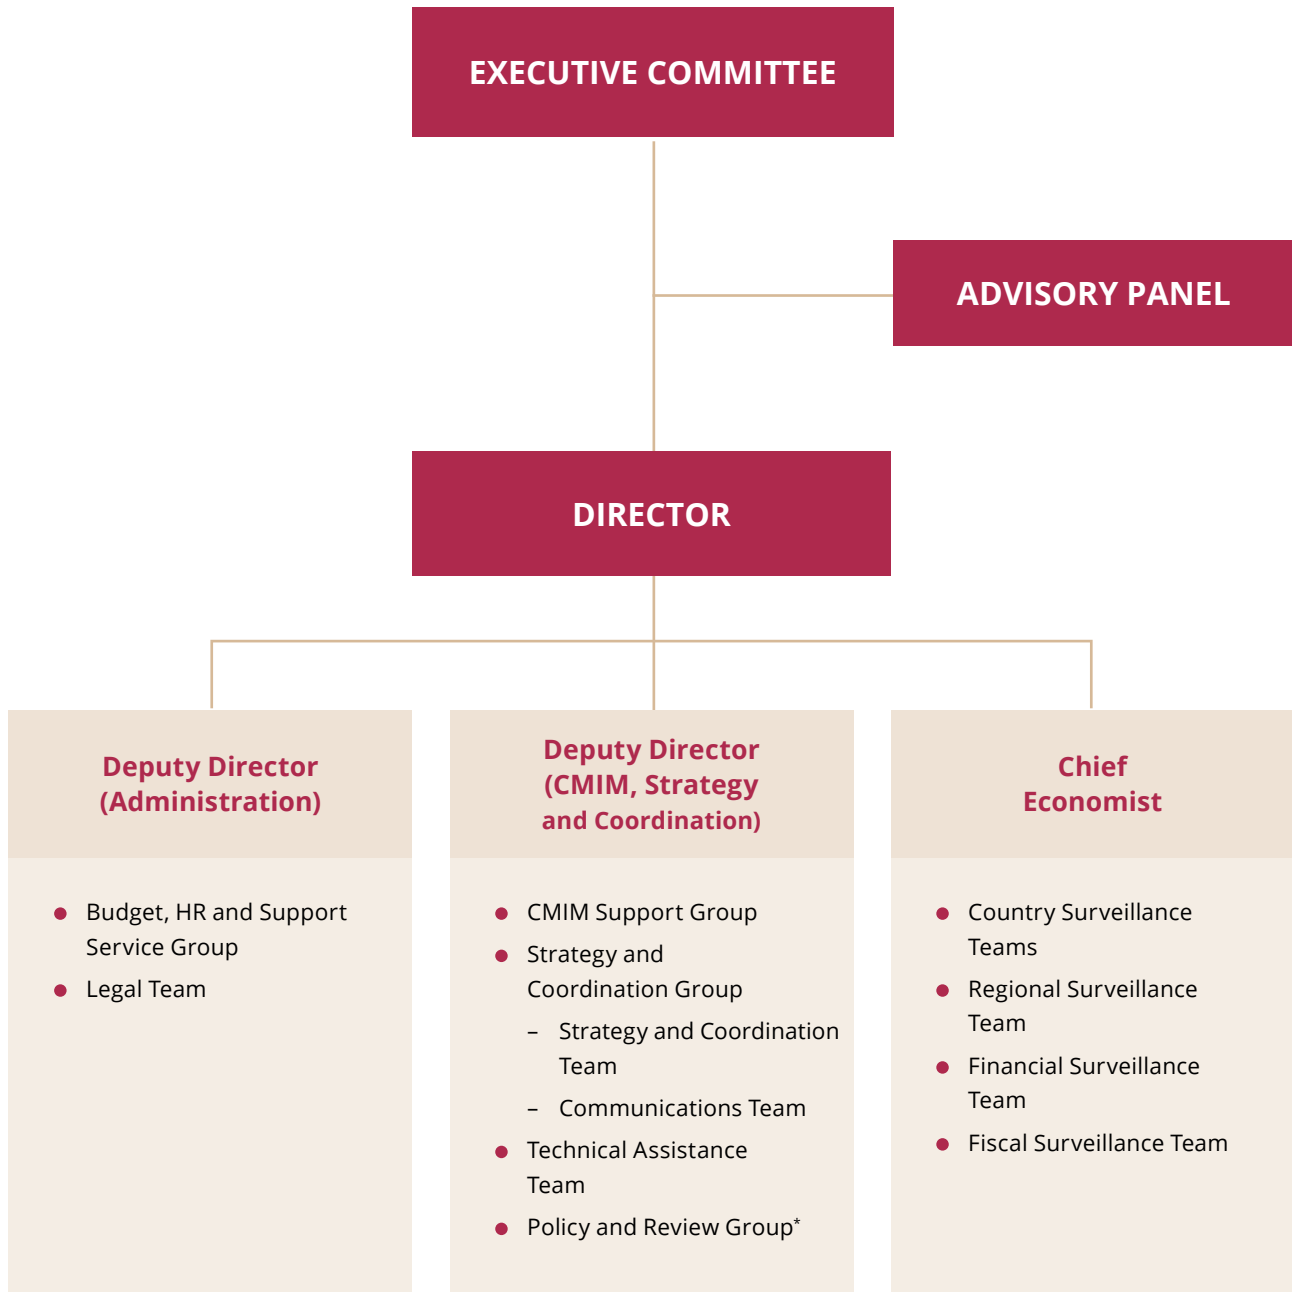 EXECUTIVE COMMITTEE
ADVISORY PANEL
DIRECTOR
Deputy Director
(Administration)
● Budget, HR and Support
Service Group
● Legal Team
Deputy Director
(CMIM, Strategy
and Coordination)
● CMIM Support Group
● Strategy and
Coordination Group
– Strategy and Coordination
Team
– Communications Team
● Technical Assistance
Team
● Policy and Review Group*
Chief
Economist
● Country Surveillance
Teams
● Regional Surveillance
Team
● Financial Surveillance
Team
● Fiscal Surveillance Team